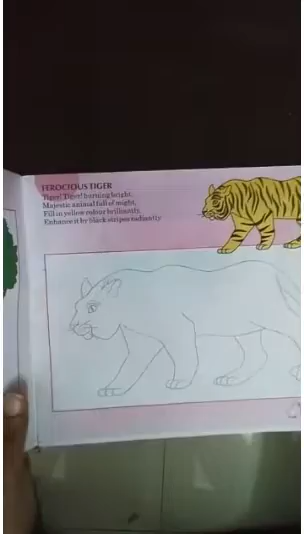 FEROCIOUS TIGER
Tiger! Tiger! burning bright,
Majestic animal full of might,
Fill in yellow colour brilliantly,
Enhance it by black stripes radiantly